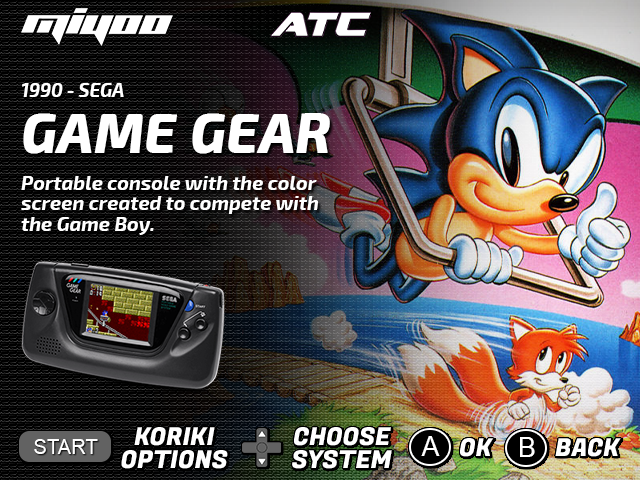 miyoo
ATC
1990 - SEGA
GAME GEAR
Portable console with the color
screen created to compete with
the Game Boy.
GAME GEAR
SEGA
START
KORIKI
OPTIONS
CHOOSE
SYSTEM
A OK
B BACK